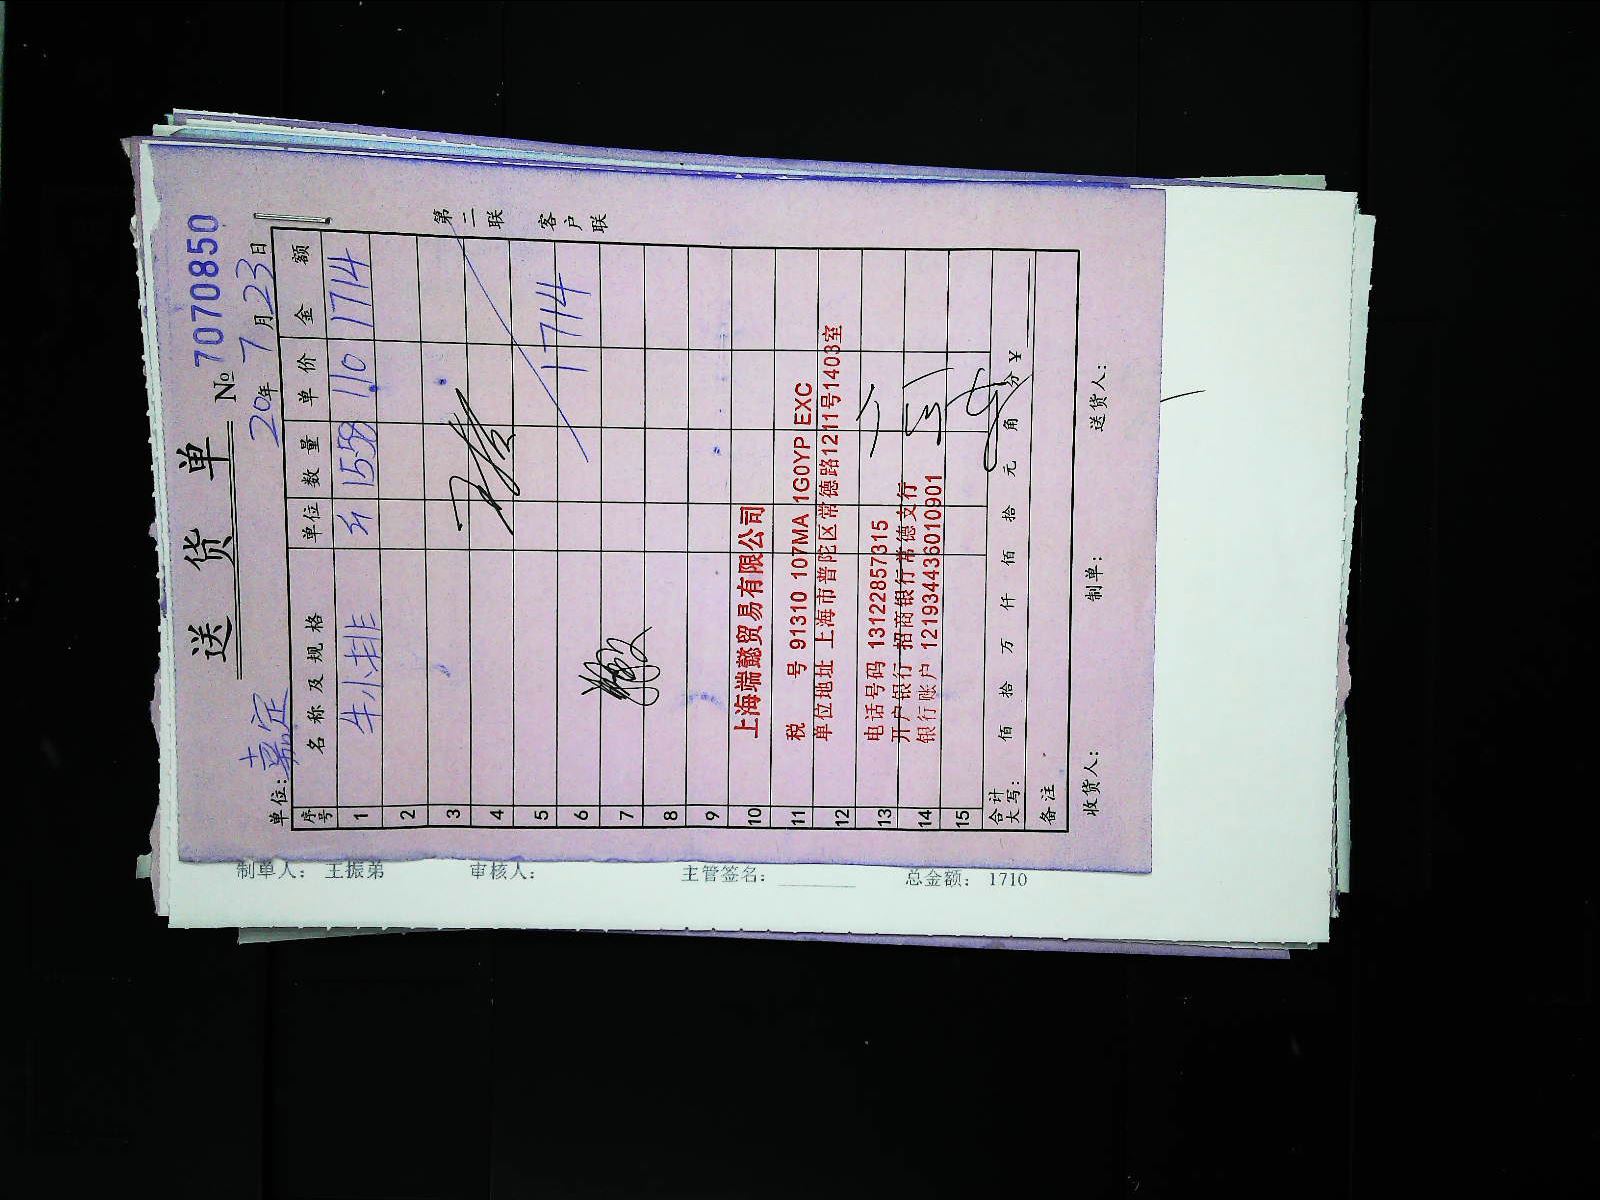 送货单
№ 7070850
单位：嘉定
20年7月23日
序号 名称及规格 单位 数量 单价 金额
1 牛小排 斤 1558 110 1714
2
3
4
5
6 1714
7
8
9
10
11
12
13
14
15
上海端懿贸易有限公司
税 号 91310 107MA 1G0YP EXC
单位地址 上海市普陀区常德路1211号1403室
电话号码 13122857315
开户银行 招商银行常德支行
银行账户 1219344436010901
合计大写： 佰 拾 万 仟 佰 拾 元 角 分 ¥
备注
收货人： 制单： 送货人：
第二联 客户联
制单人： 王振弟 审核人： 主管签名： 总金额： 1710